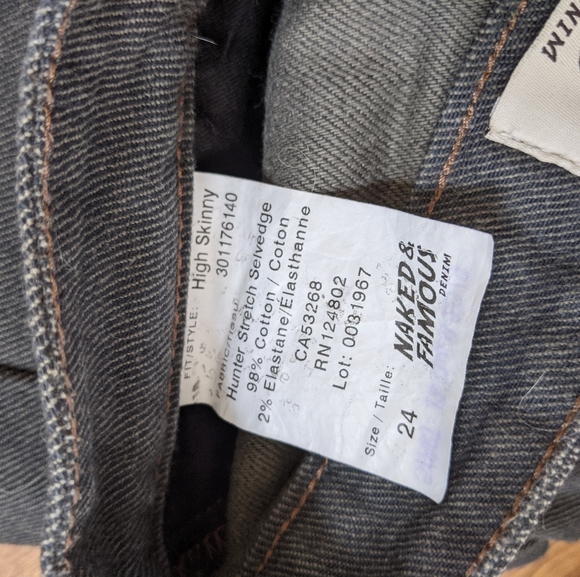 FIT/STYLE: High Skinny
301176140
FABRIC/TISSU:
Hunter Stretch Selvedge
98% Cotton / Coton
2% Elastane/Elasthanne
CA53268
RN124802
Lot: 0031967
Size / Taille:
24
NAKED &
FAMOUS
DENIM